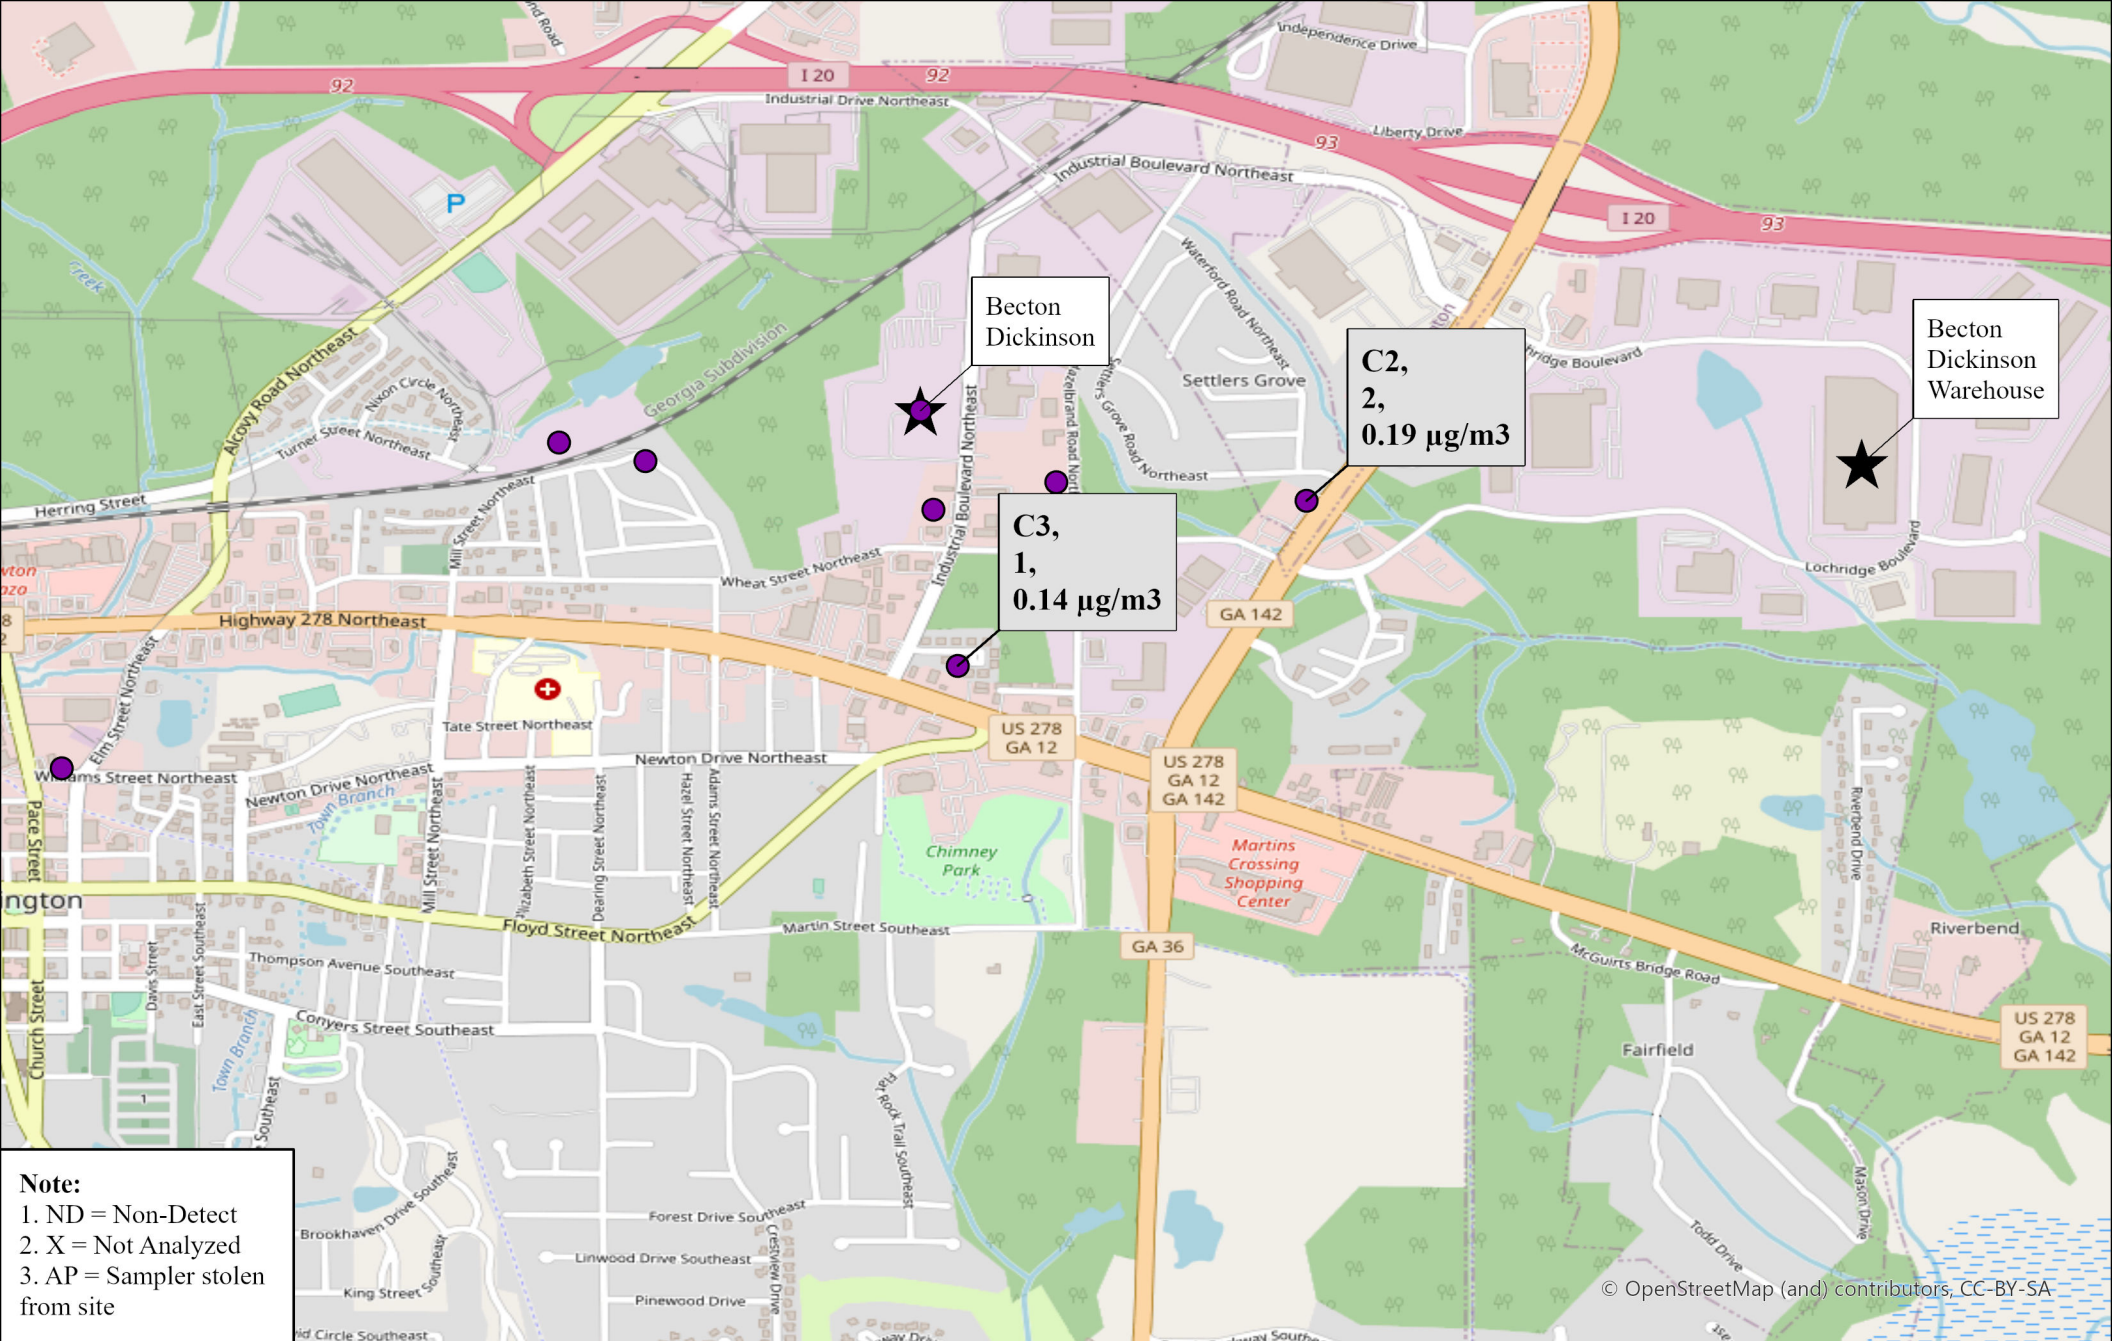 Independence Drive
I 20
92
92
Industrial Drive Northeast
Liberty Drive
93
Industrial Boulevard Northeast
P
I 20
93
Creek
Waterford Road Northeast
Becton
Dickinson
Becton
Dickinson
Warehouse
Georgia Subdivision
Alcovy Road Northeast
Nixon Circle Northeast
Turner Street Northeast
Settlers Grove
Settlers Grove Road Northeast
C2,
2,
0.19 µg/m3
hridge Boulevard
Industrial Boulevard Northeast
Herring Street
Mill Street Northeast
C3,
1,
0.14 µg/m3
Wheat Street Northeast
Lochridge Boulevard
Highway 278 Northeast
GA 142
Elm Street Northeast
Tate Street Northeast
US 278
GA 12
Newton Drive Northeast
US 278
GA 12
GA 142
Williams Street Northeast
Newton Drive Northeast
Town Branch
Pace Street
Mill Street Northeast
Elizabeth Street Northeast
Dearing Street Northeast
Hazel Street Northeast
Adams Street Northeast
Chimney
Park
Martins
Crossing
Shopping
Center
Riverbend Drive
ington
Floyd Street Northeast
Martin Street Southeast
GA 36
Riverbend
McGuirts Bridge Road
Thompson Avenue Southeast
Davis Street
East Street Southeast
Church Street
Conyers Street Southeast
Town Branch
US 278
GA 12
GA 142
Fairfield
Flat Rock Trail Southeast
1
Southeast
Note:
1. ND = Non-Detect
2. X = Not Analyzed
3. AP = Sampler stolen
from site
Brookhaven Drive Southeast
Forest Drive Southeast
Linwood Drive Southeast
Crestview Drive
King Street Southeast
Pinewood Drive
Mason Drive
Todd Drive
© OpenStreetMap (and) contributors, CC-BY-SA